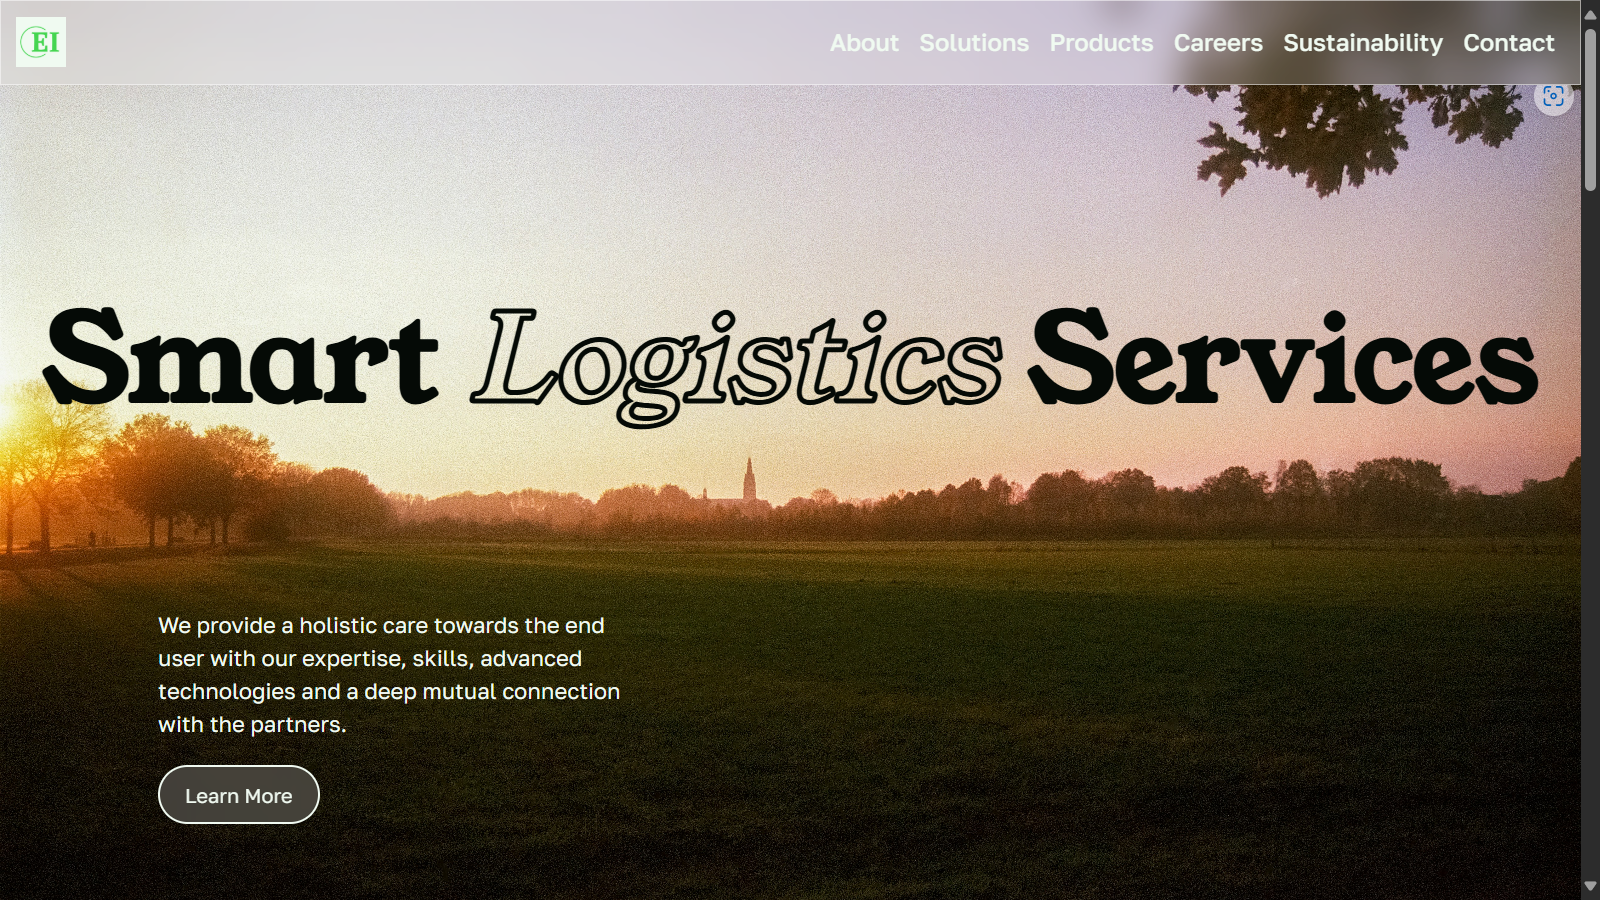 EI
About Solutions Products Careers Sustainability Contact
Smart Logistics Services
We provide a holistic care towards the end
user with our expertise, skills, advanced
technologies and a deep mutual connection
with the partners.
Learn More